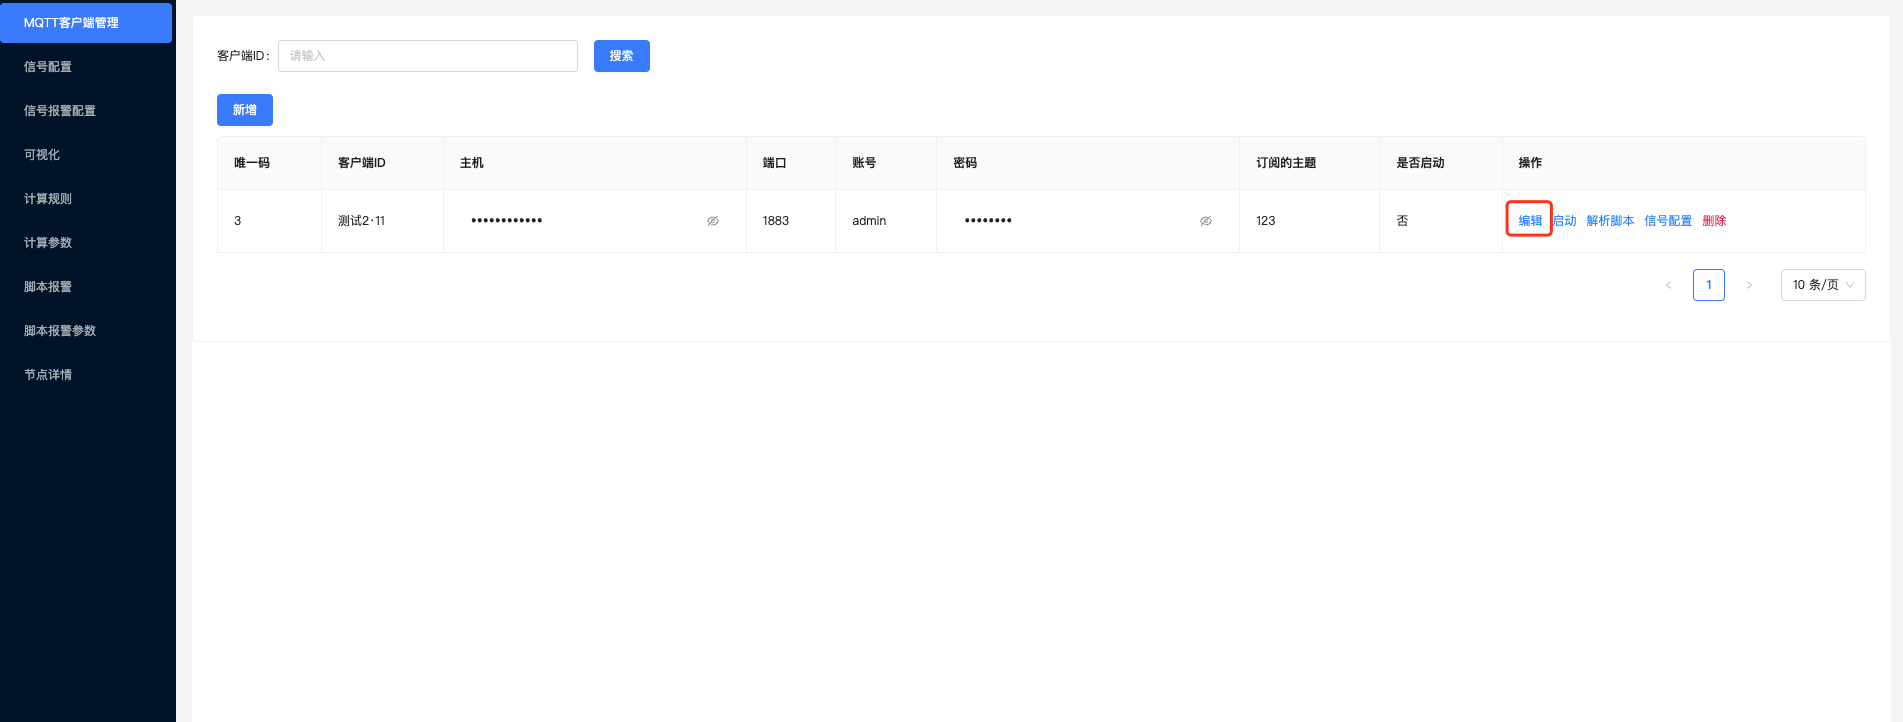 MQTT客户端管理
信号配置
信号报警配置
可视化
计算规则
计算参数
脚本报警
脚本报警参数
节点详情
客户端ID： 请输入 搜索
新增
唯一码 客户端ID 主机 端口 账号 密码 订阅的主题 是否启动 操作
3 测试2·11 •••••••••••• 1883 admin •••••••• 123 否 编辑 启动 解析脚本 信号配置 删除
< 1 > 10 条/页